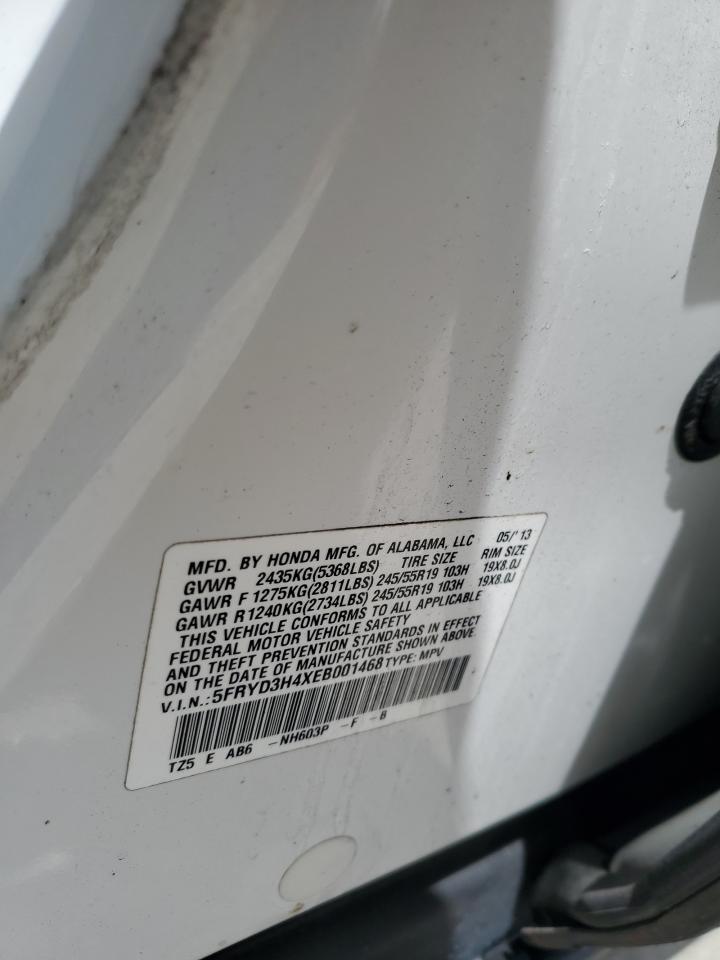 MFD. BY HONDA MFG. OF ALABAMA, LLC 05/'13
GVWR 2435KG(5368LBS) TIRE SIZE RIM SIZE
GAWR F 1275KG(2811LBS) 245/55R19 103H 19X8.0J
GAWR R 1240KG(2734LBS) 245/55R19 103H 19X8.0J
THIS VEHICLE CONFORMS TO ALL APPLICABLE
FEDERAL MOTOR VEHICLE SAFETY
AND THEFT PREVENTION STANDARDS IN EFFECT
ON THE DATE OF MANUFACTURE SHOWN ABOVE.
V.I.N.: 5FRYD3H4XEB001468 TYPE: MPV
TZ5 E AB6 -NH603P -F -B